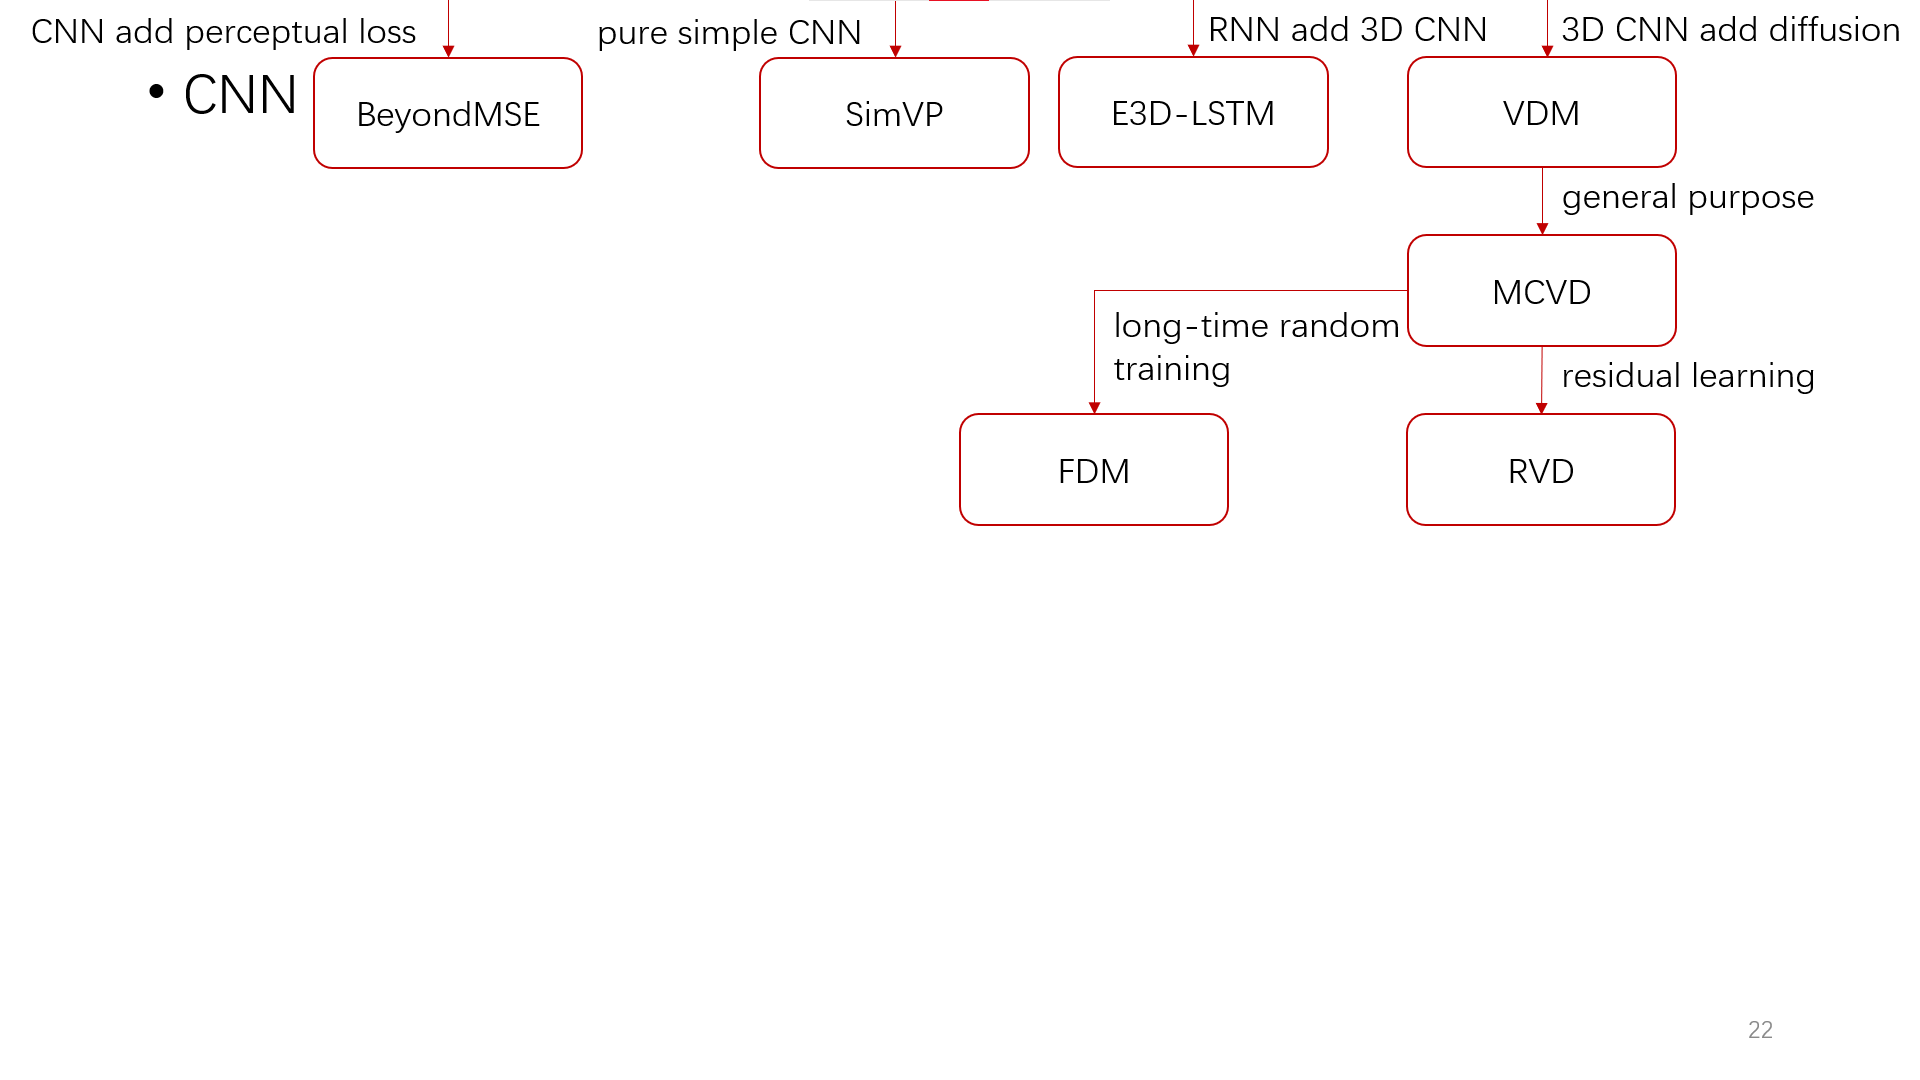 CNN add perceptual loss
pure simple CNN
RNN add 3D CNN
3D CNN add diffusion
• CNN
BeyondMSE
SimVP
E3D-LSTM
VDM
general purpose
MCVD
long-time random
training
residual learning
FDM
RVD
22